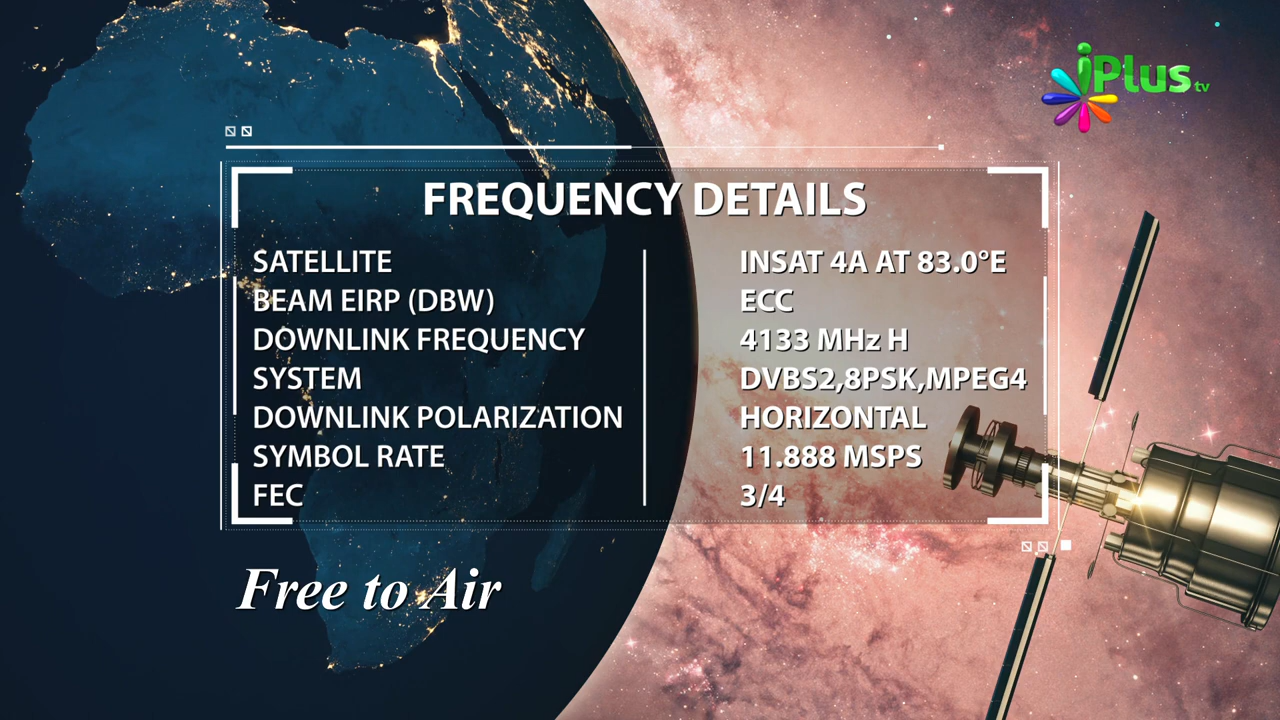 iPlus tv
FREQUENCY DETAILS
SATELLITE INSAT 4A AT 83.0°E
BEAM EIRP (DBW) ECC
DOWNLINK FREQUENCY 4133 MHz H
SYSTEM DVBS2,8PSK,MPEG4
DOWNLINK POLARIZATION HORIZONTAL
SYMBOL RATE 11.888 MSPS
FEC 3/4
Free to Air